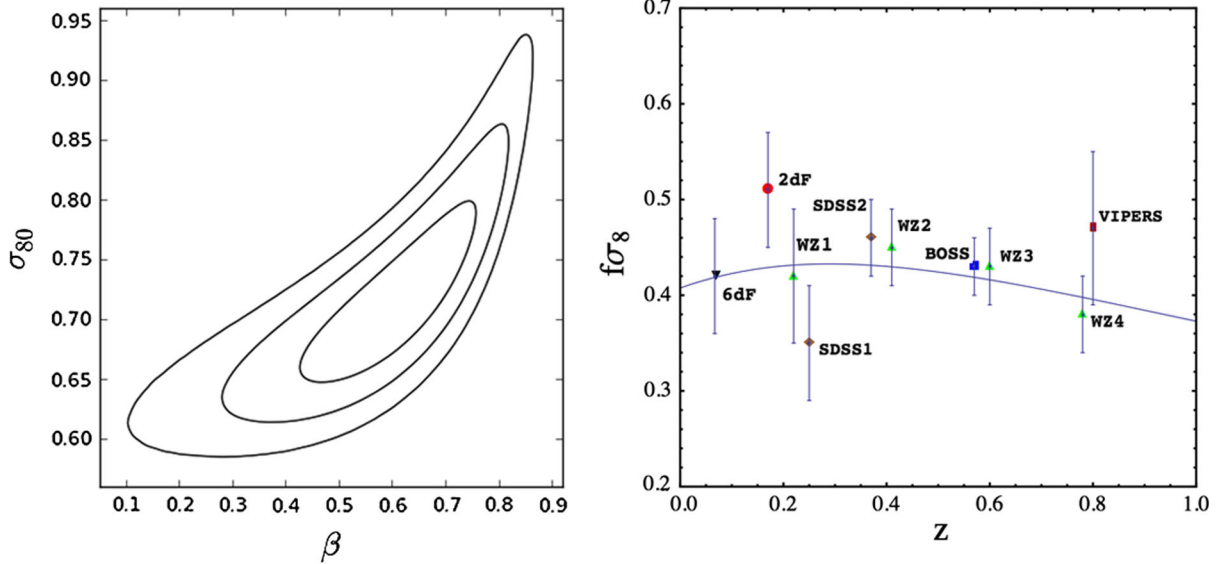 0.95
0.90
0.85
0.80
0.75
0.70
0.65
0.60
σ80
0.1 0.2 0.3 0.4 0.5 0.6 0.7 0.8 0.9
β
0.7
0.6
0.5
0.4
0.3
0.2
fσ8
2dF
SDSS2
WZ2
WZ1
VIPERS
BOSS
WZ3
6dF
WZ4
SDSS1
0.0 0.2 0.4 0.6 0.8 1.0
z